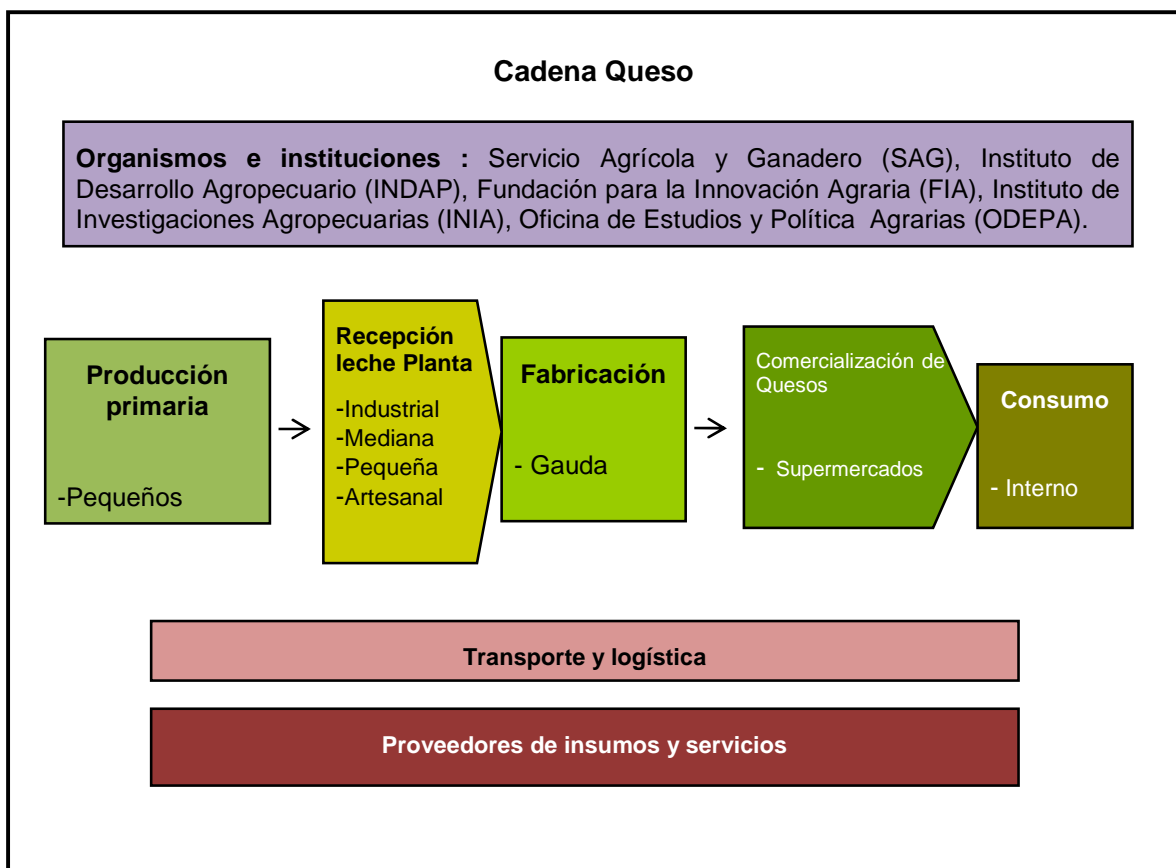 Cadena Queso
Organismos e instituciones : Servicio Agrícola y Ganadero (SAG), Instituto de
Desarrollo Agropecuario (INDAP), Fundación para la Innovación Agraria (FIA), Instituto de
Investigaciones Agropecuarias (INIA), Oficina de Estudios y Política Agrarias (ODEPA).
Producción
primaria
-Pequeños
Recepción
leche Planta
-Industrial
-Mediana
-Pequeña
-Artesanal
Fabricación
- Gauda
Comercialización de
Quesos
- Supermercados
Consumo
- Interno
Transporte y logística
Proveedores de insumos y servicios